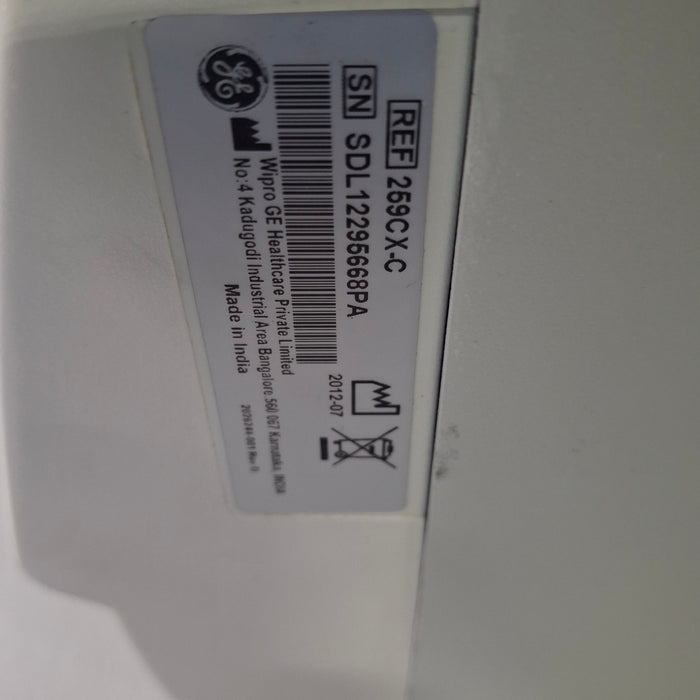 REF 259CX-C
SN SDL12295668PA
2012-07
GE
Wipro GE Healthcare Private Limited
No:4 Kadugodi Industrial Area Bangalore 560 067 Karnataka, INDIA
Made in India